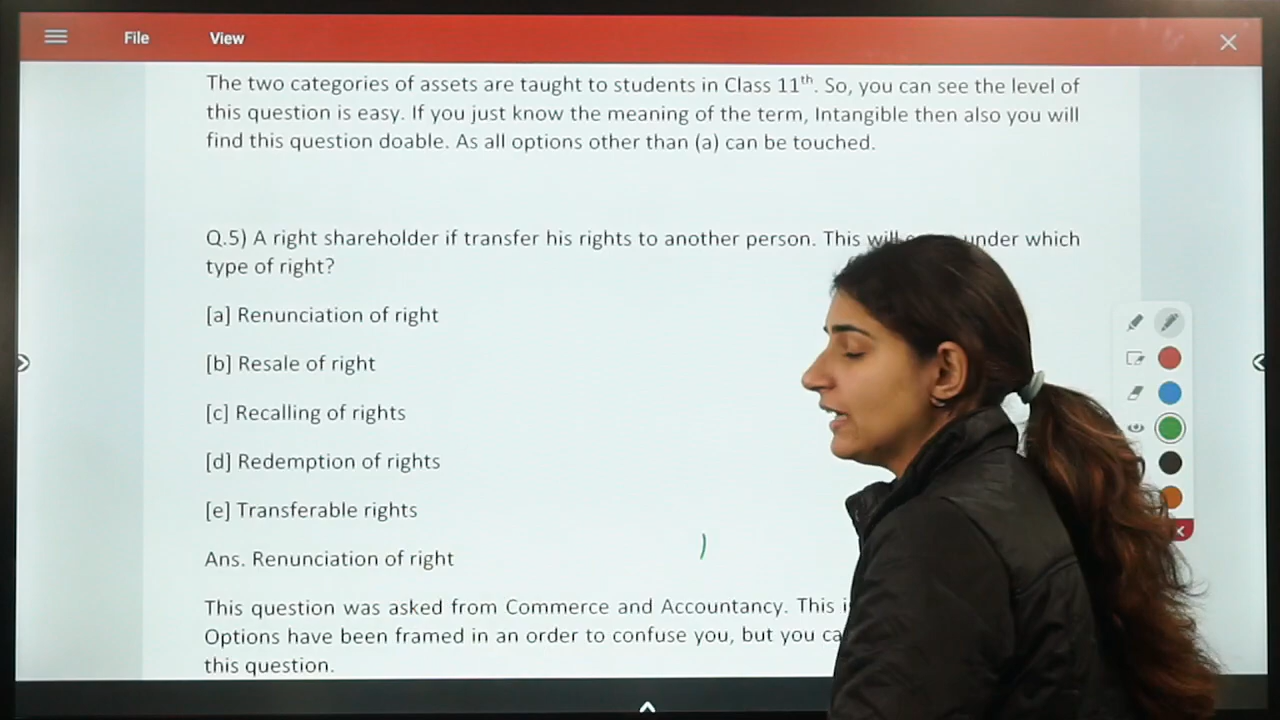 File View
The two categories of assets are taught to students in Class 11th. So, you can see the level of
this question is easy. If you just know the meaning of the term, Intangible then also you will
find this question doable. As all options other than (a) can be touched.
Q.5) A right shareholder if transfer his rights to another person. This will under which
type of right?
[a] Renunciation of right
[b] Resale of right
[c] Recalling of rights
[d] Redemption of rights
[e] Transferable rights
Ans. Renunciation of right
This question was asked from Commerce and Accountancy. This
Options have been framed in an order to confuse you, but you
this question.